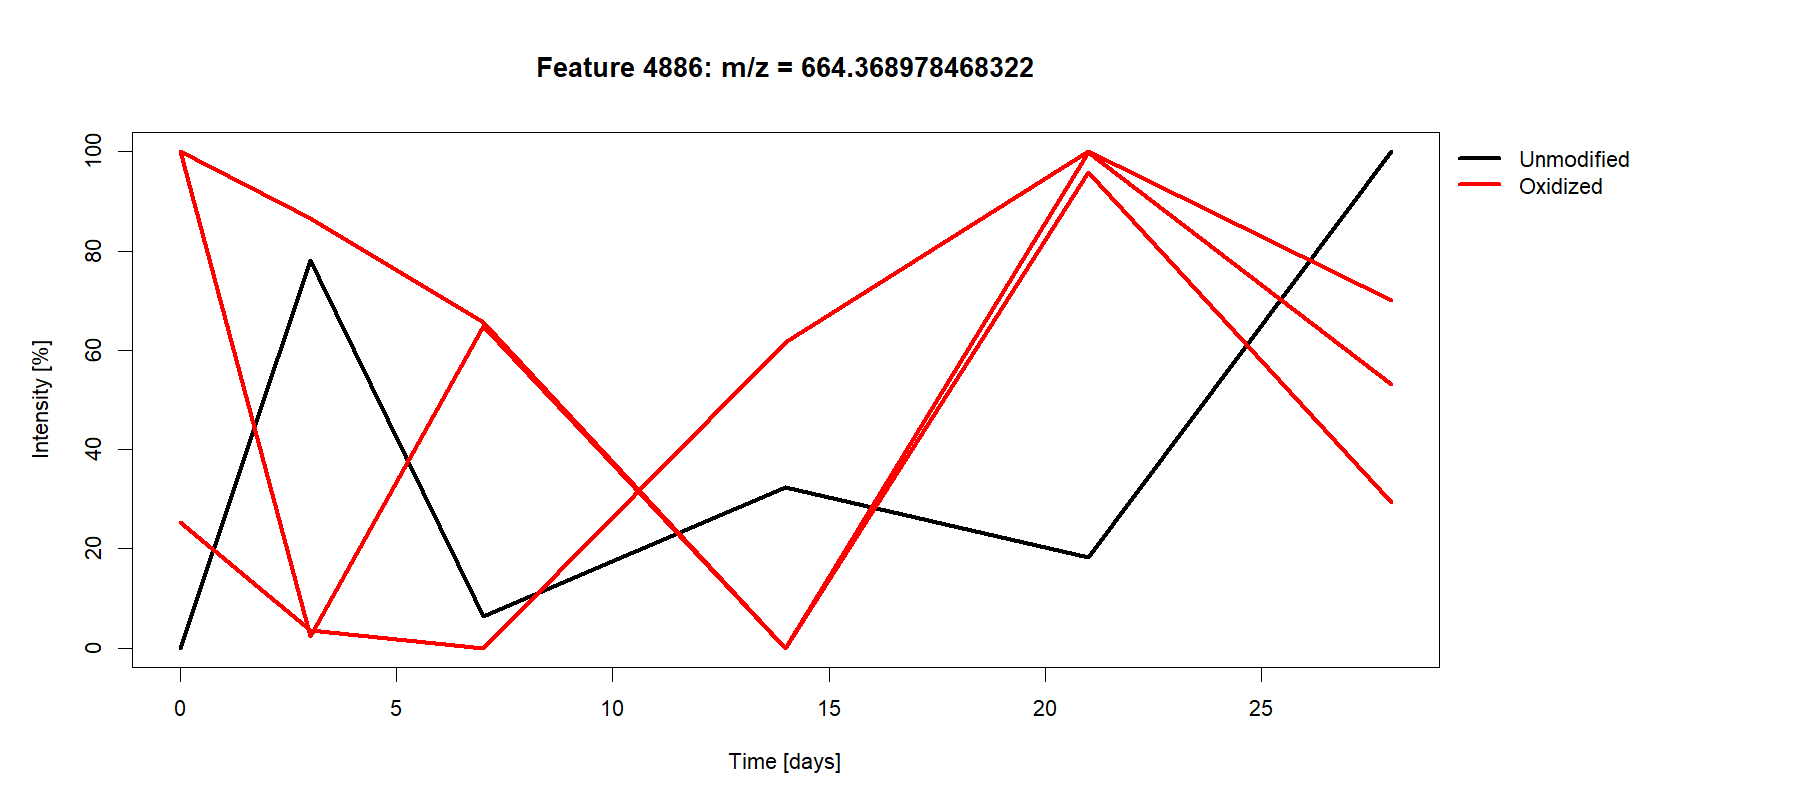 Feature 4886: m/z = 664.368978468322
Unmodified
Oxidized
Intensity [%]
100
80
60
40
20
0
0 5 10 15 20 25
Time [days]